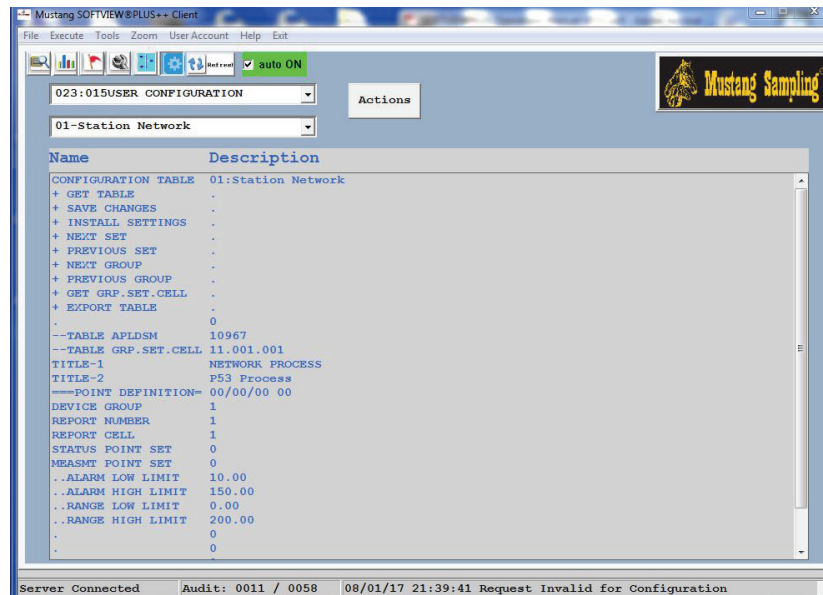 Mustang SOFTVIEW®PLUS++ Client
File Execute Tools Zoom User Account Help Exit
Refresh auto ON
023:015USER CONFIGURATION
Actions
Mustang Sampling
01-Station Network
Name Description
CONFIGURATION TABLE 01:Station Network
+ GET TABLE .
+ SAVE CHANGES .
+ INSTALL SETTINGS .
+ NEXT SET .
+ PREVIOUS SET .
+ NEXT GROUP .
+ PREVIOUS GROUP .
+ GET GRP.SET.CELL .
+ EXPORT TABLE .
. 0
--TABLE APLDSM 10967
--TABLE GRP.SET.CELL 11.001.001
TITLE-1 NETWORK PROCESS
TITLE-2 P53 Process
===POINT DEFINITION= 00/00/00 00
DEVICE GROUP 1
REPORT NUMBER 1
REPORT CELL 1
STATUS POINT SET 0
MEASMT POINT SET 0
..ALARM LOW LIMIT 10.00
..ALARM HIGH LIMIT 150.00
..RANGE LOW LIMIT 0.00
..RANGE HIGH LIMIT 200.00
. 0
. 0
Server Connected Audit: 0011 / 0058 08/01/17 21:39:41 Request Invalid for Configuration